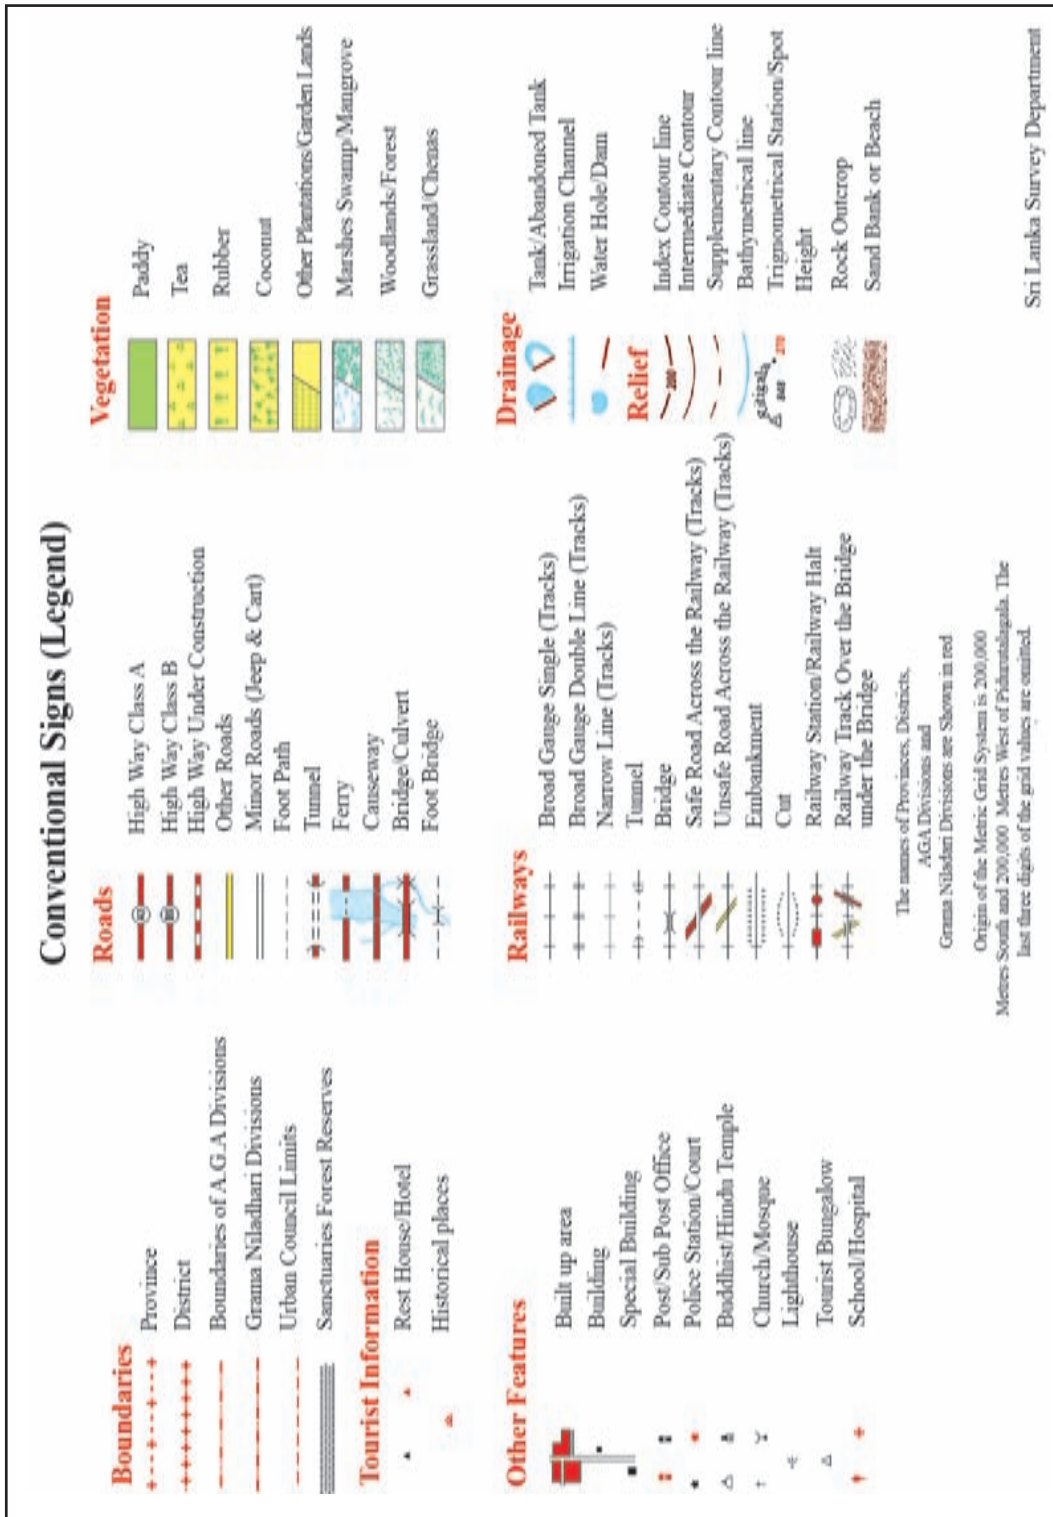 Conventional Signs (Legend)
Boundaries
Province
District
Boundaries of A.G.A Divisions
Grama Niladhari Divisions
Urban Council Limits
Sanctuaries Forest Reserves
Tourist Information
Rest House/Hotel
Historical places
Roads
High Way Class A
High Way Class B
High Way Under Construction
Other Roads
Minor Roads (Jeep & Cart)
Foot Path
Tunnel
Ferry
Causeway
Bridge/Culvert
Foot Bridge
Vegetation
Paddy
Tea
Rubber
Coconut
Other Plantations/Garden Lands
Marshes Swamp/Mangrove
Woodlands/Forest
Grassland/Chenas
Other Features
Built up area
Building
Special Building
Post/Sub Post Office
Police Station/Court
Buddhist/Hindu Temple
Church/Mosque
Lighthouse
Tourist Bungalow
School/Hospital
Railways
Broad Gauge Single (Tracks)
Broad Gauge Double Line (Tracks)
Narrow Line (Tracks)
Tunnel
Bridge
Safe Road Across the Railway (Tracks)
Unsafe Road Across the Railway (Tracks)
Embankment
Cut
Railway Station/Railway Halt
Railway Track Over the Bridge
under the Bridge
Drainage
Tank/Abandoned Tank
Irrigation Channel
Water Hole/Dam
Relief
200
Index Contour line
Intermediate Contour
Supplementary Contour line
Bathymetrical line
Trignometrical Station/Spot
Height
848
270
Rock Outcrop
Sand Bank or Beach
The names of Provinces, Districts,
AGA Divisions and
Grama Niladari Divisions are Shown in red
Origin of the Metric Grid System is 200,000
Metres South and 200,000 Metres West of Pidurutalagala. The
last three digits of the grid values are omitted.
Sri Lanka Survey Department